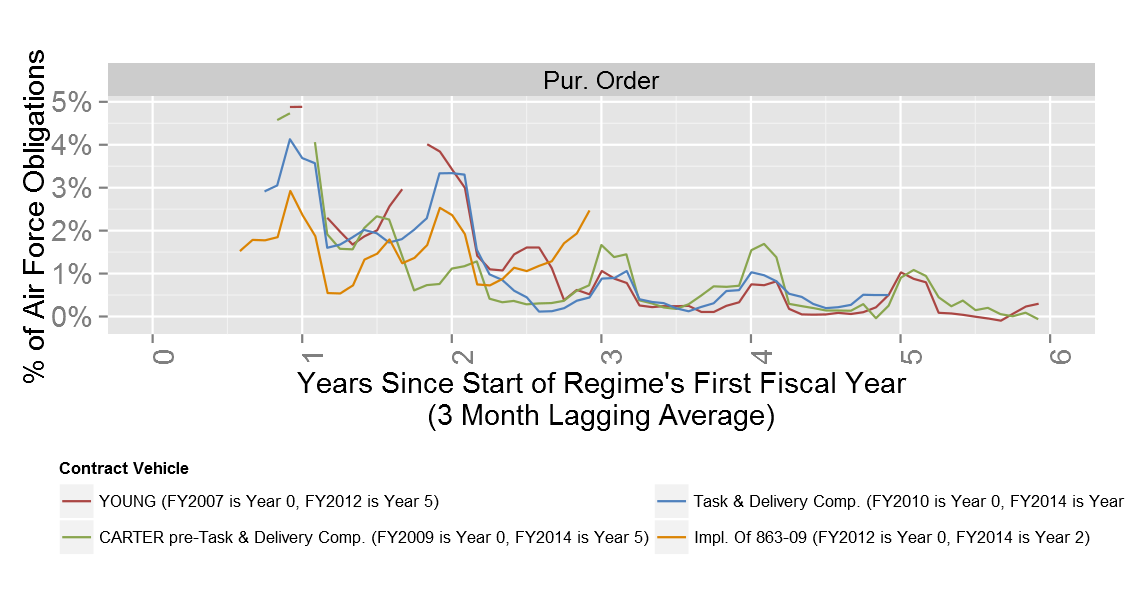 Pur. Order
% of Air Force Obligations
5%
4%
3%
2%
1%
0%
0
1
2
3
4
5
6
Years Since Start of Regime's First Fiscal Year
(3 Month Lagging Average)
Contract Vehicle
YOUNG (FY2007 is Year 0, FY2012 is Year 5)
Task & Delivery Comp. (FY2010 is Year 0, FY2014 is Year
CARTER pre-Task & Delivery Comp. (FY2009 is Year 0, FY2014 is Year 5)
Impl. Of 863-09 (FY2012 is Year 0, FY2014 is Year 2)